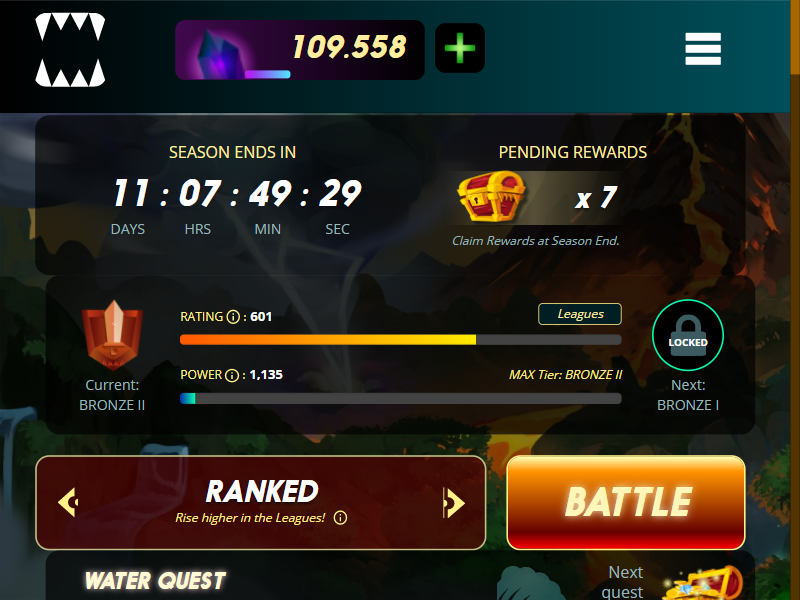 109.558
SEASON ENDS IN
11 : 07 : 49 : 29
DAYS HRS MIN SEC
PENDING REWARDS
x 7
Claim Rewards at Season End.
Current:
BRONZE II
RATING : 601
Leagues
POWER : 1,135
MAX Tier: BRONZE II
LOCKED
Next:
BRONZE I
RANKED
Rise higher in the Leagues!
BATTLE
WATER QUEST
Next
quest